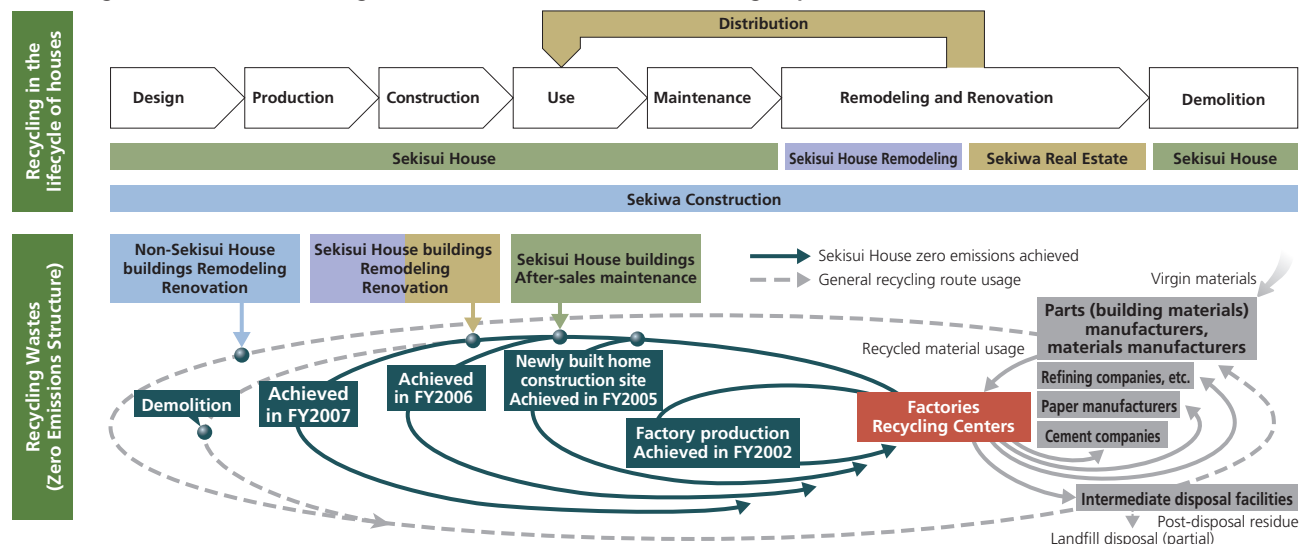 Distribution
Recycling in the
lifecycle of houses
Design
Production
Construction
Use
Maintenance
Remodeling and Renovation
Demolition
Sekisui House
Sekisui House Remodeling
Sekiwa Real Estate
Sekisui House
Sekiwa Construction
Recycling Wastes
(Zero Emissions Structure)
Non-Sekisui House
buildings Remodeling
Renovation
Sekisui House buildings
Remodeling
Renovation
Sekisui House buildings
After-sales maintenance
Sekisui House zero emissions achieved
General recycling route usage
Virgin materials
Parts (building materials)
manufacturers,
materials manufacturers
Recycled material usage
Refining companies, etc.
Paper manufacturers
Cement companies
Demolition
Achieved
in FY2007
Achieved
in FY2006
Newly built home
construction site
Achieved in FY2005
Factory production
Achieved in FY2002
Factories
Recycling Centers
Intermediate disposal facilities
Post-disposal residue
Landfill disposal (partial)